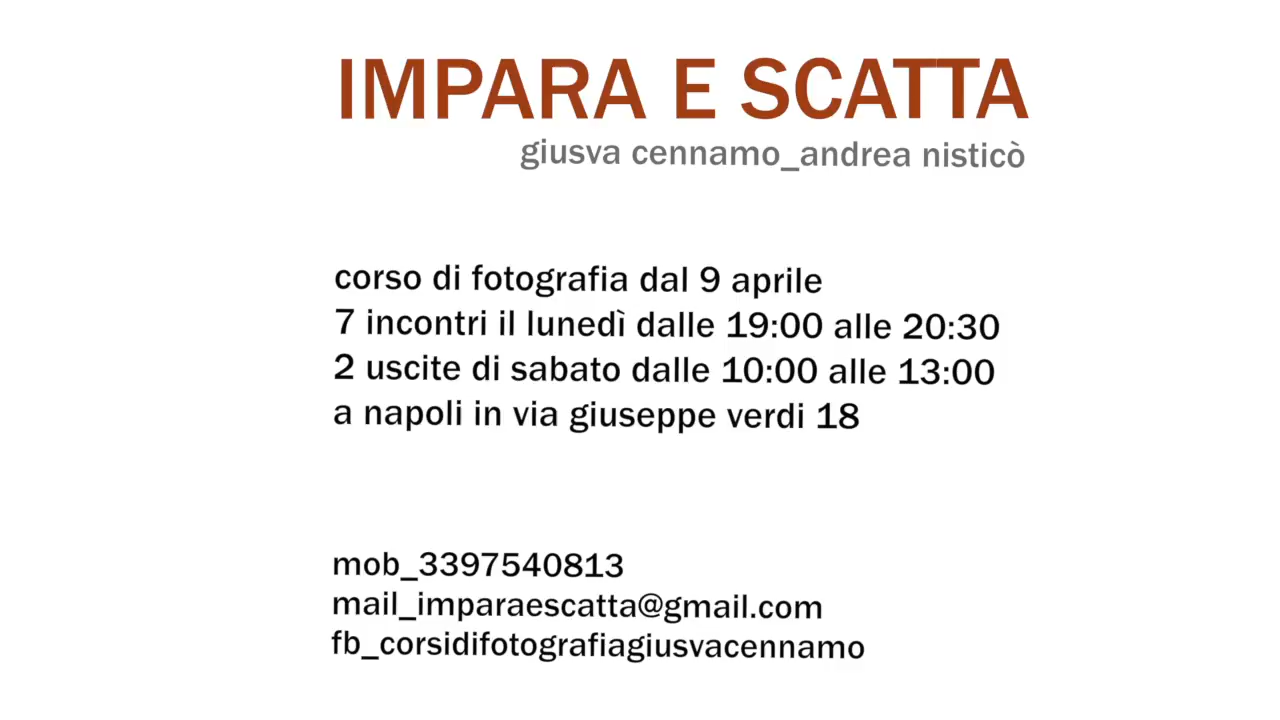 IMPARA E SCATTA
giusva cennamo_andrea nisticò
corso di fotografia dal 9 aprile
7 incontri il lunedì dalle 19:00 alle 20:30
2 uscite di sabato dalle 10:00 alle 13:00
a napoli in via giuseppe verdi 18
mob_3397540813
mail_imparaescatta@gmail.com
fb_corsidifotografiagiusvacennamo